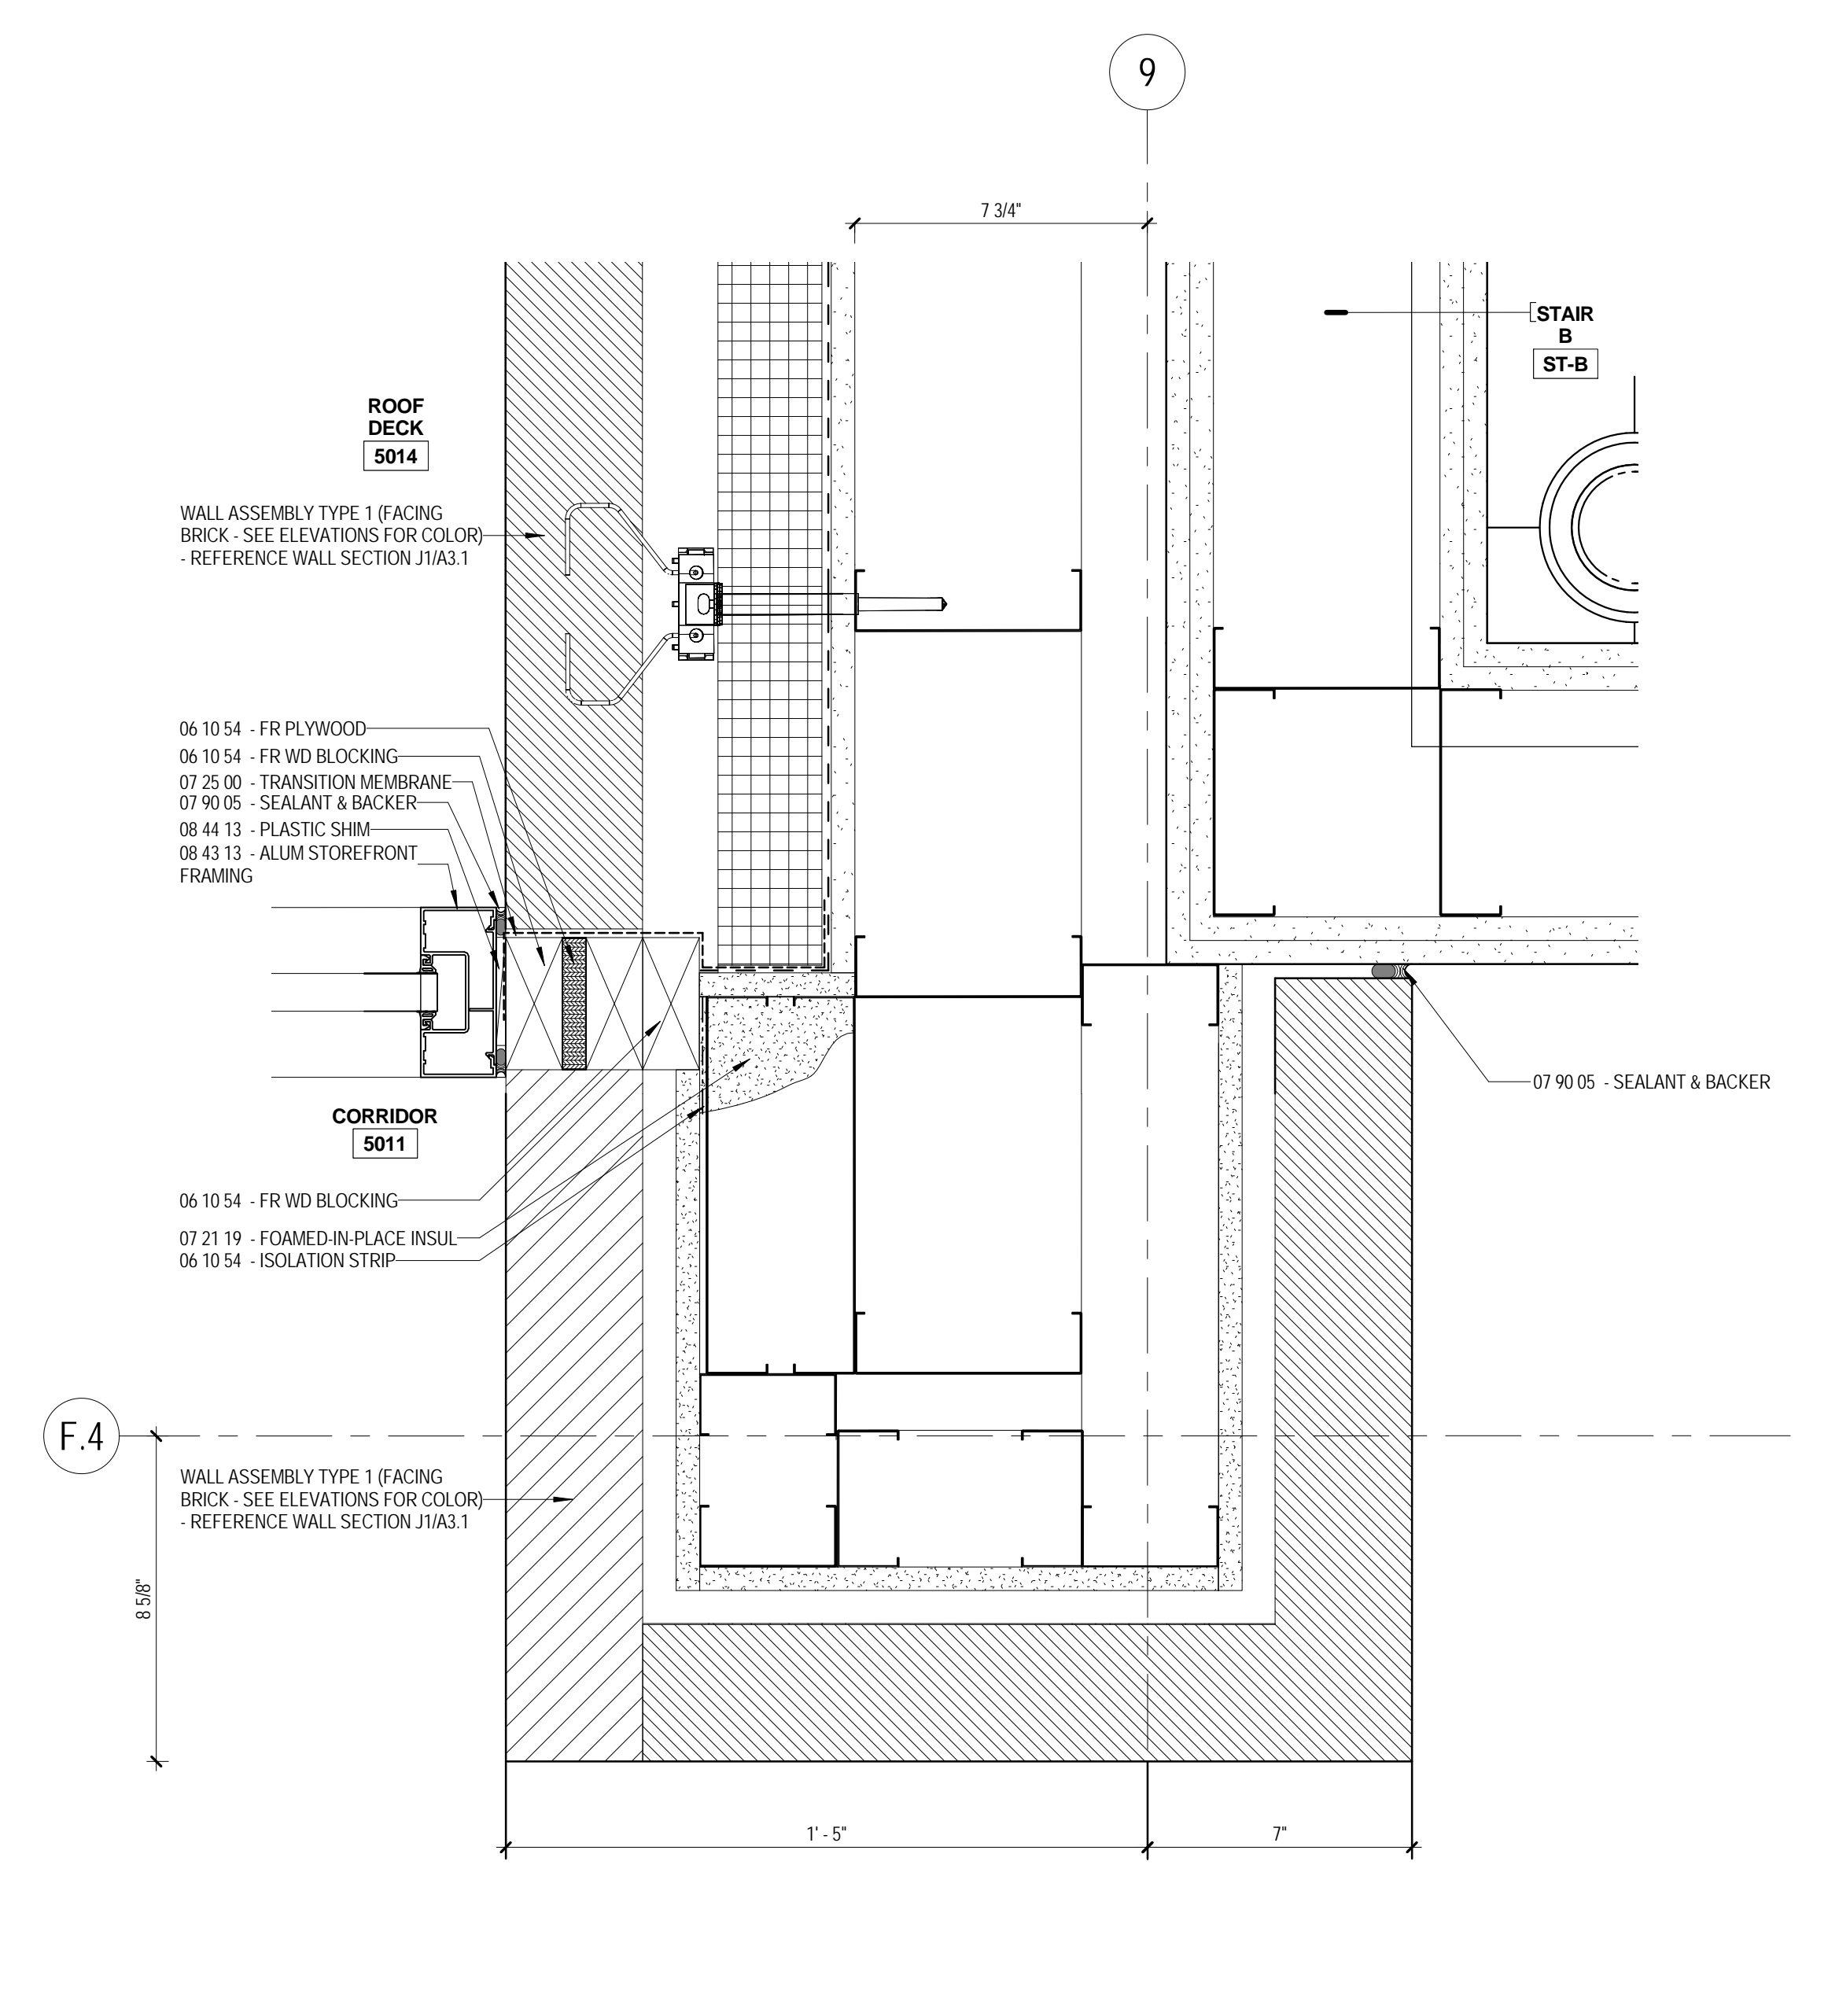 9
7 3/4"
STAIR
B
ST-B
ROOF
DECK
5014
WALL ASSEMBLY TYPE 1 (FACING
BRICK - SEE ELEVATIONS FOR COLOR)
- REFERENCE WALL SECTION J1/A3.1
06 10 54 - FR PLYWOOD
06 10 54 - FR WD BLOCKING
07 25 00 - TRANSITION MEMBRANE
07 90 05 - SEALANT & BACKER
08 44 13 - PLASTIC SHIM
08 43 13 - ALUM STOREFRONT
FRAMING
07 90 05 - SEALANT & BACKER
CORRIDOR
5011
06 10 54 - FR WD BLOCKING
07 21 19 - FOAMED-IN-PLACE INSUL
06 10 54 - ISOLATION STRIP
F.4
WALL ASSEMBLY TYPE 1 (FACING
BRICK - SEE ELEVATIONS FOR COLOR)
- REFERENCE WALL SECTION J1/A3.1
8 5/8"
1' - 5"
7"